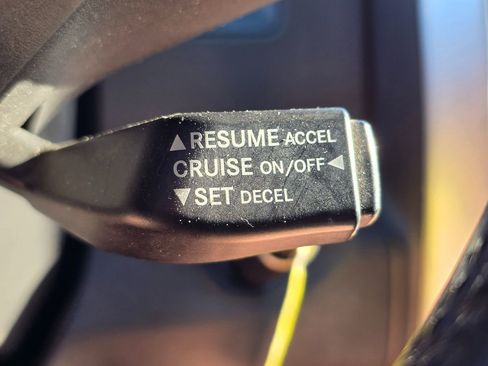 ▲RESUME ACCEL
CRUISE ON/OFF◀
▼SET DECEL